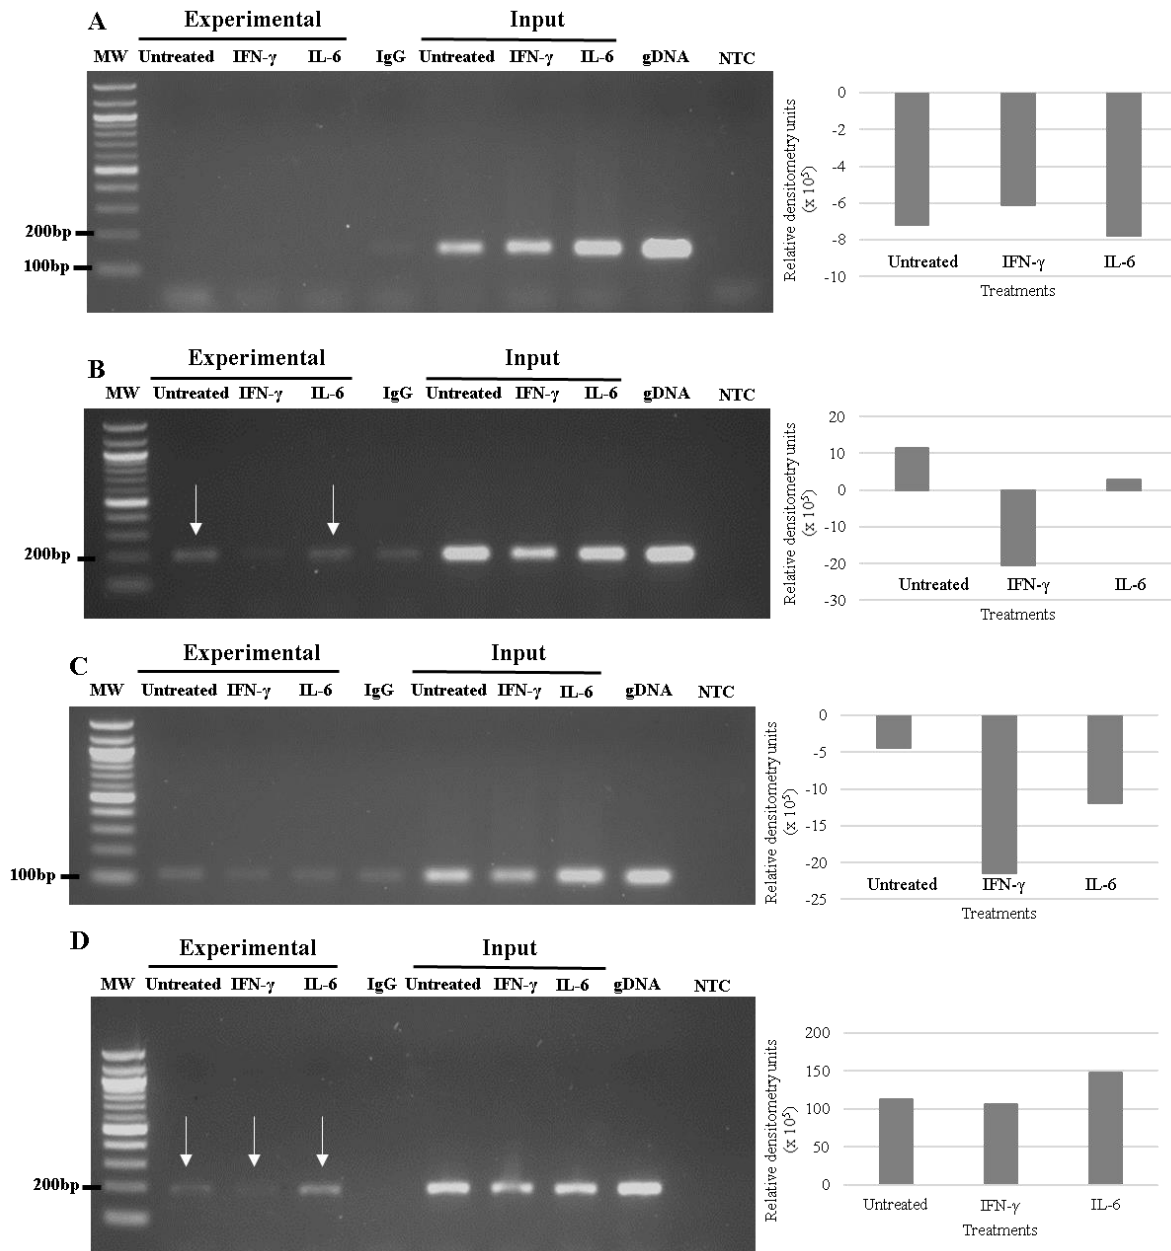 A
Experimental
Input
MW Untreated IFN-γ IL-6 IgG Untreated IFN-γ IL-6 gDNA NTC
200bp
100bp
Relative densitometry units
(x 10⁵)
0
-2
-4
-6
-8
-10
Untreated IFN-γ IL-6
Treatments
B
Experimental
Input
MW Untreated IFN-γ IL-6 IgG Untreated IFN-γ IL-6 gDNA NTC
200bp
Relative densitometry units
(x 10⁵)
20
10
0
-10
-20
-30
Untreated IFN-γ IL-6
Treatments
C
Experimental
Input
MW Untreated IFN-γ IL-6 IgG Untreated IFN-γ IL-6 gDNA NTC
100bp
Relative densitometry units
(x 10⁵)
0
-5
-10
-15
-20
-25
Untreated IFN-γ IL-6
Treatments
D
Experimental
Input
MW Untreated IFN-γ IL-6 IgG Untreated IFN-γ IL-6 gDNA NTC
200bp
Relative densitometry units
(x 10⁵)
200
150
100
50
0
Untreated IFN-γ IL-6
Treatments